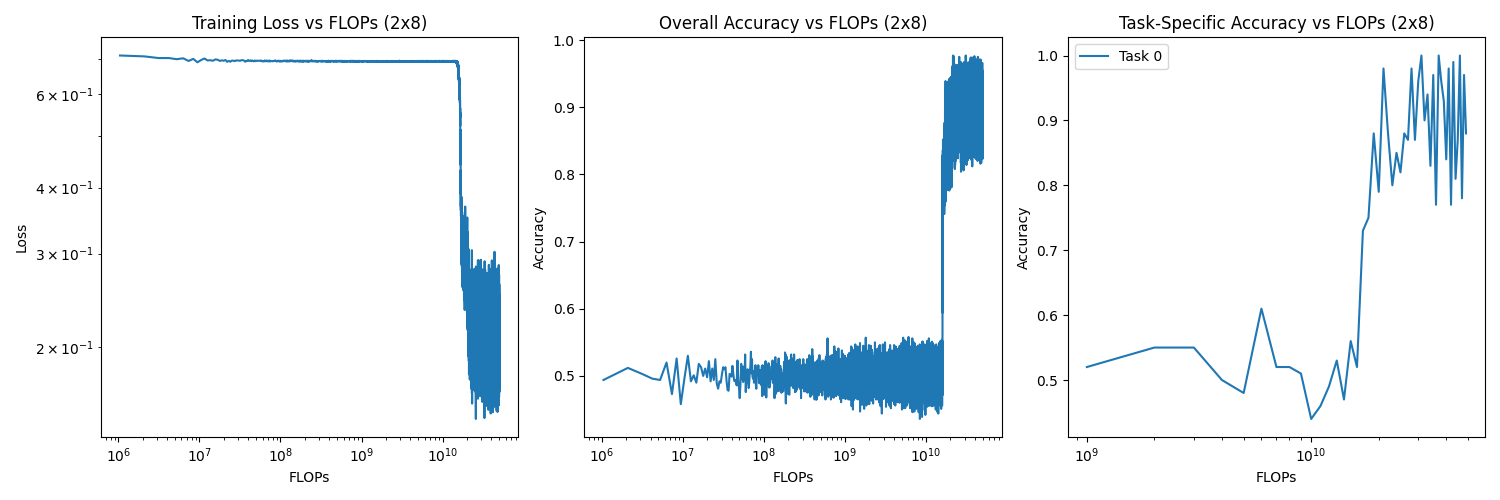 Training Loss vs FLOPs (2x8)
Loss
6 × 10⁻¹
4 × 10⁻¹
3 × 10⁻¹
2 × 10⁻¹
10⁶
10⁷
10⁸
10⁹
10¹⁰
FLOPs
Overall Accuracy vs FLOPs (2x8)
Accuracy
1.0
0.9
0.8
0.7
0.6
0.5
10⁶
10⁷
10⁸
10⁹
10¹⁰
FLOPs
Task-Specific Accuracy vs FLOPs (2x8)
Task 0
Accuracy
1.0
0.9
0.8
0.7
0.6
0.5
10⁹
10¹⁰
FLOPs